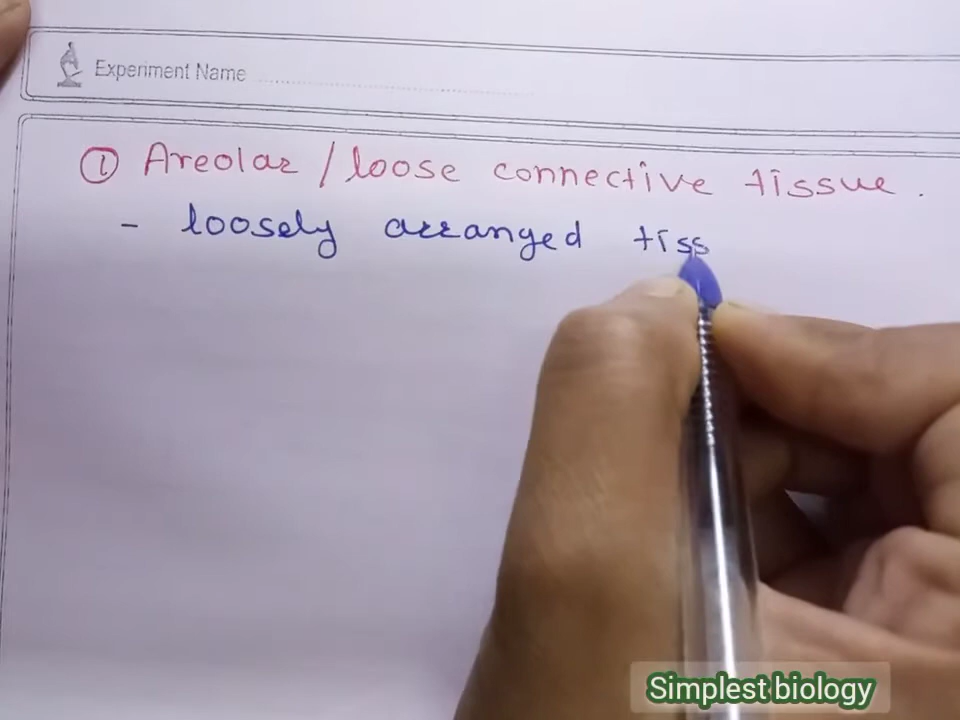 Experiment Name
① Areolar / loose connective tissue.
- loosely arranged tiss
Simplest biology